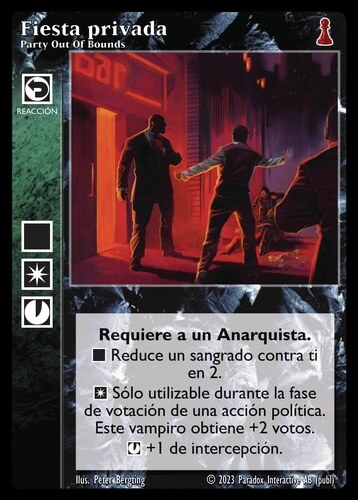 Fiesta privada
Party Out Of Bounds
REACCIÓN
Bar
Requiere a un Anarquista.
Reduce un sangrado contra ti
en 2.
Sólo utilizable durante la fase
de votación de una acción política.
Este vampiro obtiene +2 votos.
+1 de intercepción.
Ilus. Peter Bergting
© 2023 Paradox Interactive AB (publ)